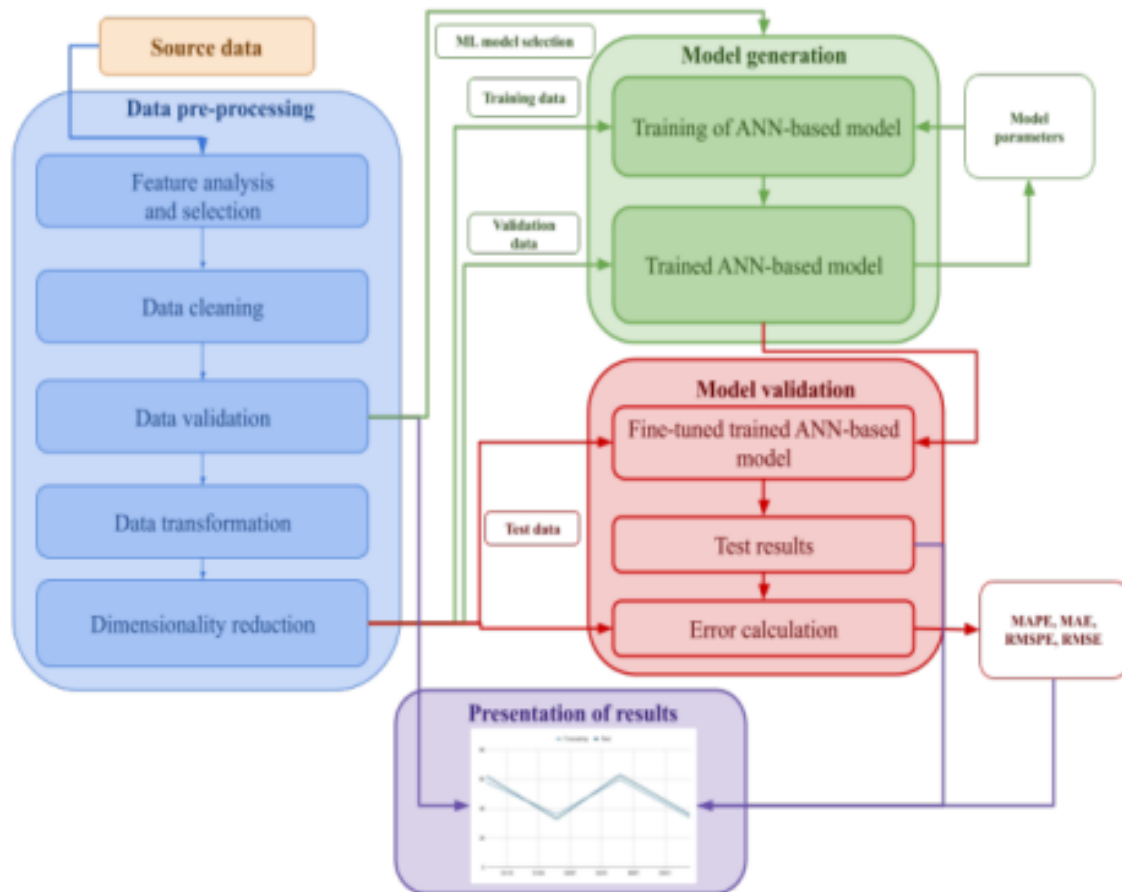 Source data
Data pre-processing
Feature analysis
and selection
Data cleaning
Data validation
Data transformation
Dimensionality reduction
ML model selection
Training data
Validation
data
Model generation
Training of ANN-based model
Trained ANN-based model
Model
parameters
Model validation
Fine-tuned trained ANN-based
model
Test data
Test results
Error calculation
MAPE, MAE,
RMSPE, RMSE
Presentation of results